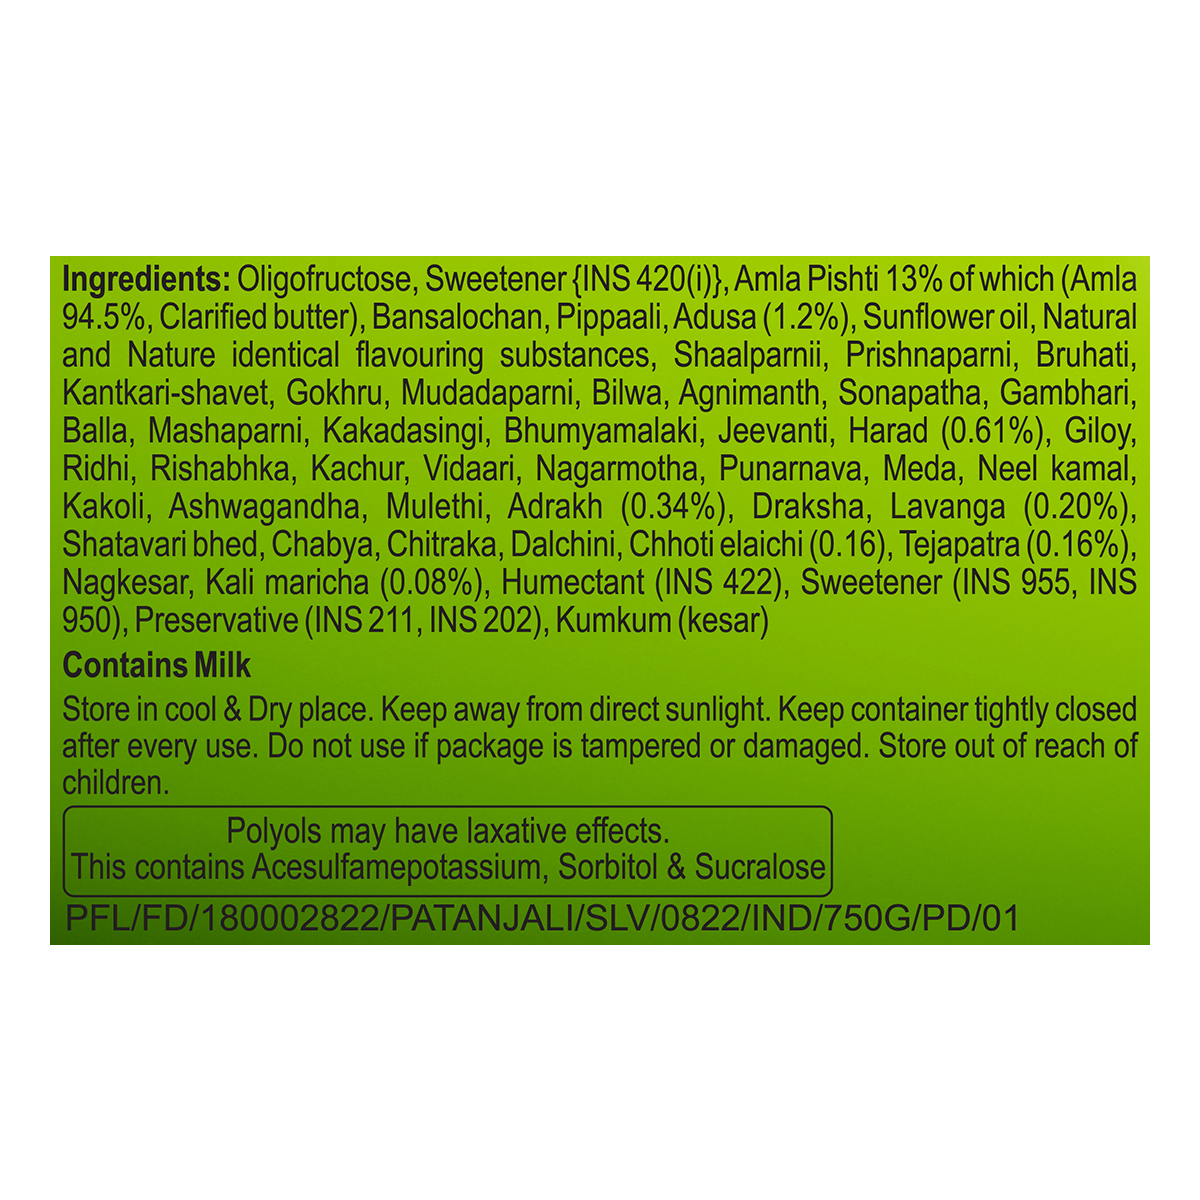 Ingredients: Oligofructose, Sweetener {INS 420(i)}, Amla Pishti 13% of which (Amla
94.5%, Clarified butter), Bansalochan, Pippaali, Adusa (1.2%), Sunflower oil, Natural
and Nature identical flavouring substances, Shaalparnii, Prishnaparni, Bruhati,
Kantkari-shavet, Gokhru, Mudadaparni, Bilwa, Agnimanth, Sonapatha, Gambhari,
Balla, Mashaparni, Kakadasingi, Bhumyamalaki, Jeevanti, Harad (0.61%), Giloy,
Ridhi, Rishabhka, Kachur, Vidaari, Nagarmotha, Punarnava, Meda, Neel kamal,
Kakoli, Ashwagandha, Mulethi, Adrakh (0.34%), Draksha, Lavanga (0.20%),
Shatavari bhed, Chabya, Chitraka, Dalchini, Chhoti elaichi (0.16), Tejapatra (0.16%),
Nagkesar, Kali maricha (0.08%), Humectant (INS 422), Sweetener (INS 955, INS
950), Preservative (INS 211, INS 202), Kumkum (kesar)
Contains Milk
Store in cool & Dry place. Keep away from direct sunlight. Keep container tightly closed
after every use. Do not use if package is tampered or damaged. Store out of reach of
children.
Polyols may have laxative effects.
This contains Acesulfamepotassium, Sorbitol & Sucralose
PFL/FD/180002822/PATANJALI/SLV/0822/IND/750G/PD/01